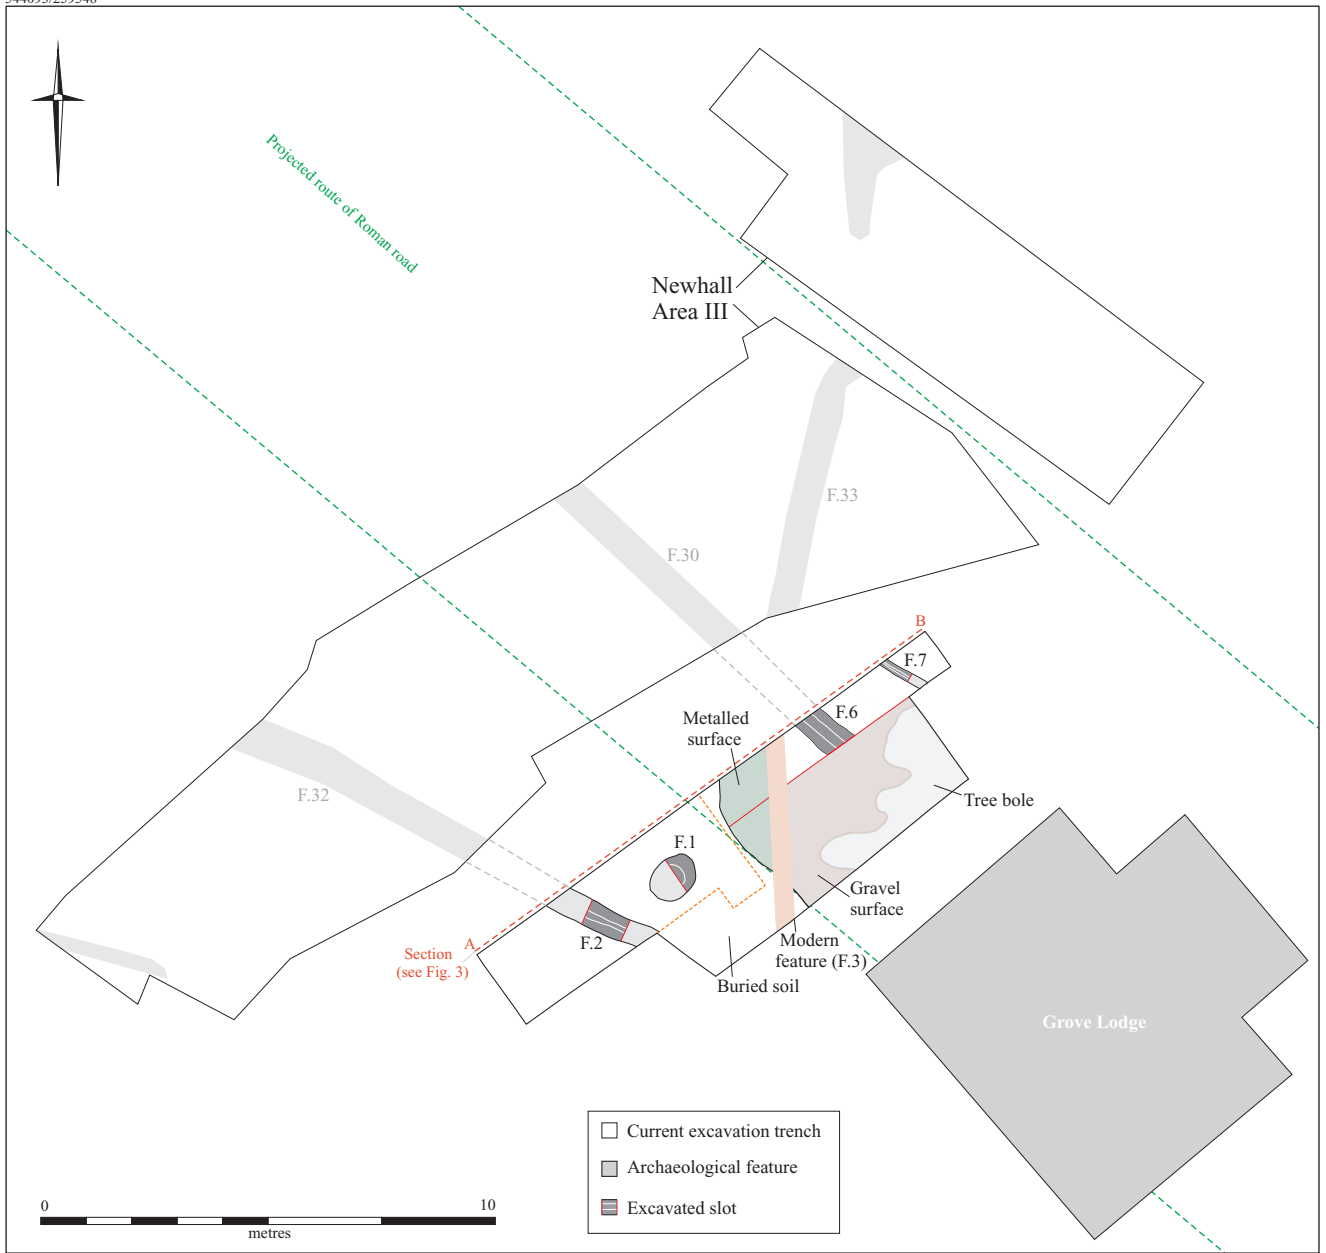 Projected route of Roman road
Newhall
Area III
F.33
F.30
B
F.7
F.6
Metalled
surface
F.32
Tree bole
F.1
Gravel
surface
A
F.2
Section
(see Fig. 3)
Modern
feature (F.3)
Buried soil
Grove Lodge
Current excavation trench
Archaeological feature
Excavated slot
0
10
metres